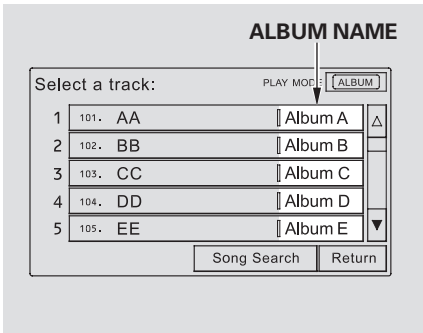 ALBUM NAME
Select a track: PLAY MODE ALBUM
1 101. AA Album A
2 102. BB Album B
3 103. CC Album C
4 104. DD Album D
5 105. EE Album E
Song Search Return